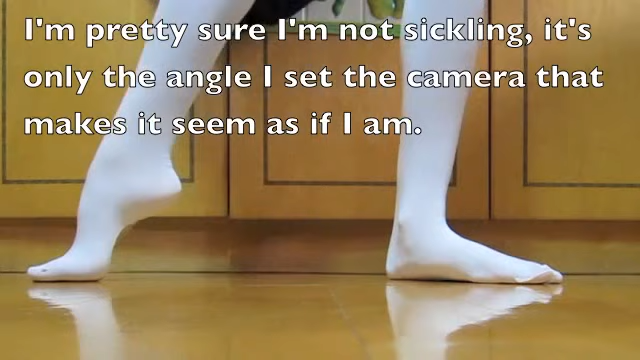 I'm pretty sure I'm not sickling, it's
only the angle I set the camera that
makes it seem as if I am.